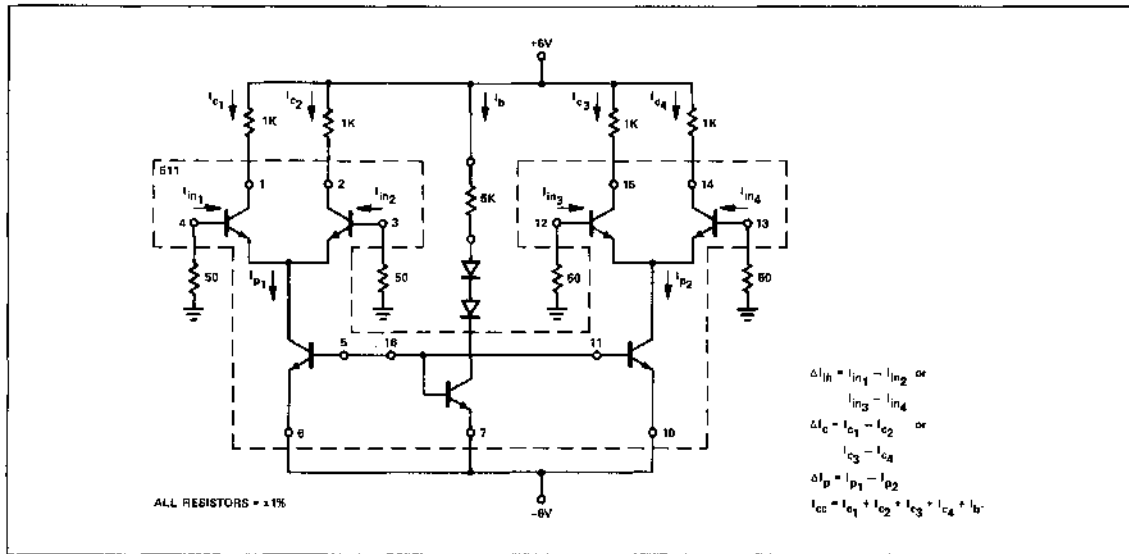 +6V
Ic1 Ic2 Ib Ic3 Ic4
1K 1K 1K 1K
511
1 2 15 14
5K
Iin1 Iin2 Iin3 Iin4
4 3 12 13
50 50 50 50
Ip1 Ip2
5 16 11
6 7 10
-6V
ALL RESISTORS = ±1%
ΔIin = Iin1 - Iin2 or
Iin3 - Iin4
ΔIc = Ic1 - Ic2 or
Ic3 - Ic4
ΔIp = Ip1 - Ip2
Icc = Ic1 + Ic2 + Ic3 + Ic4 + Ib.